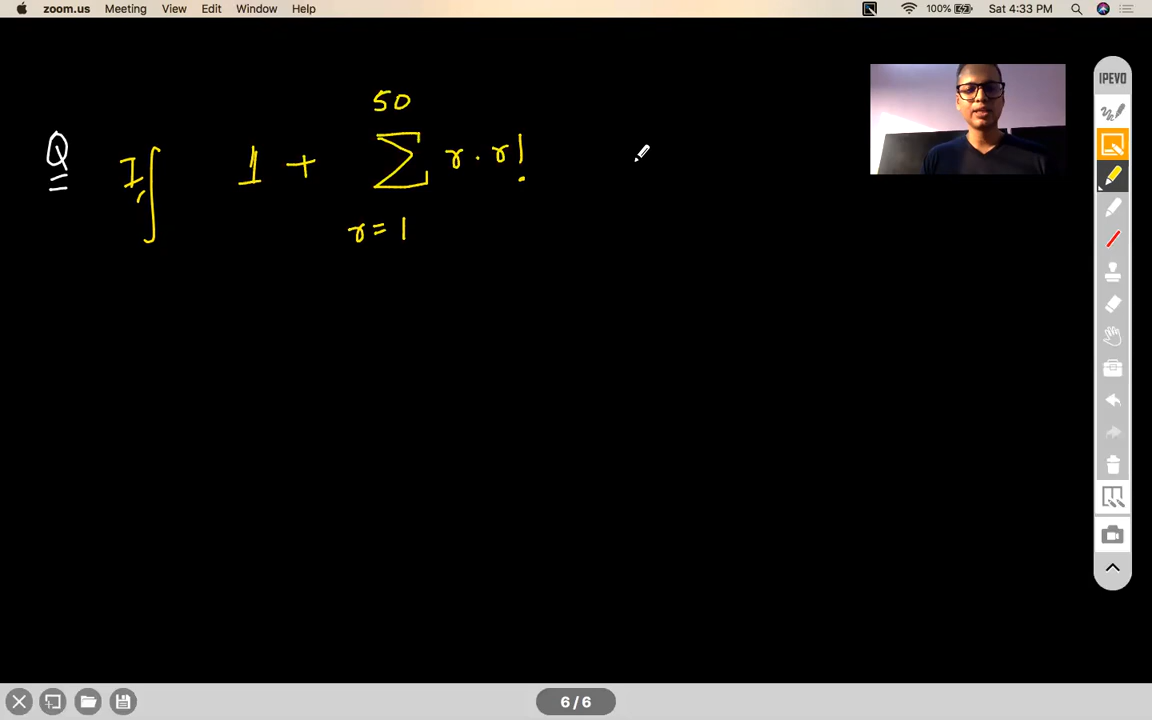 zoom.us Meeting View Edit Window Help 100% Sat 4:33 PM
IPEVO
50
Q If 1 + ∑ r · r!
r = 1
6 / 6